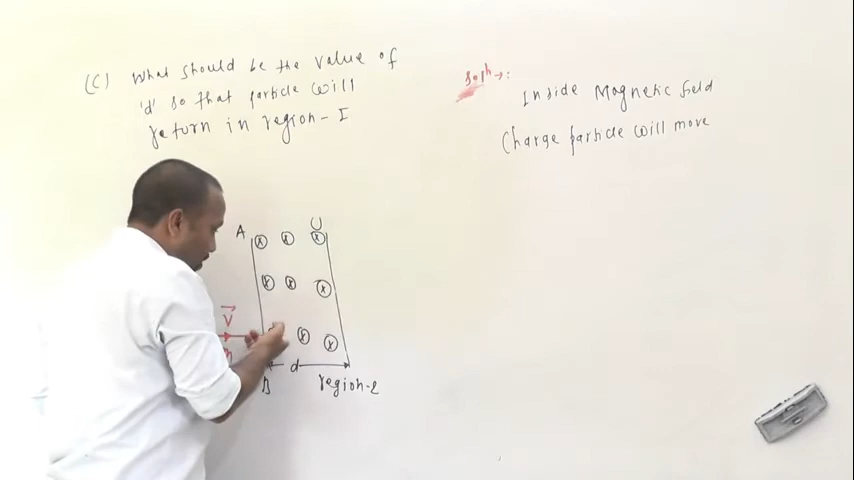 (C) What should be the value of
'd' so that particle will
return in region-I
Solⁿ→:
Inside Magnetic field
Charge particle will move
A
V
d
B
region-2